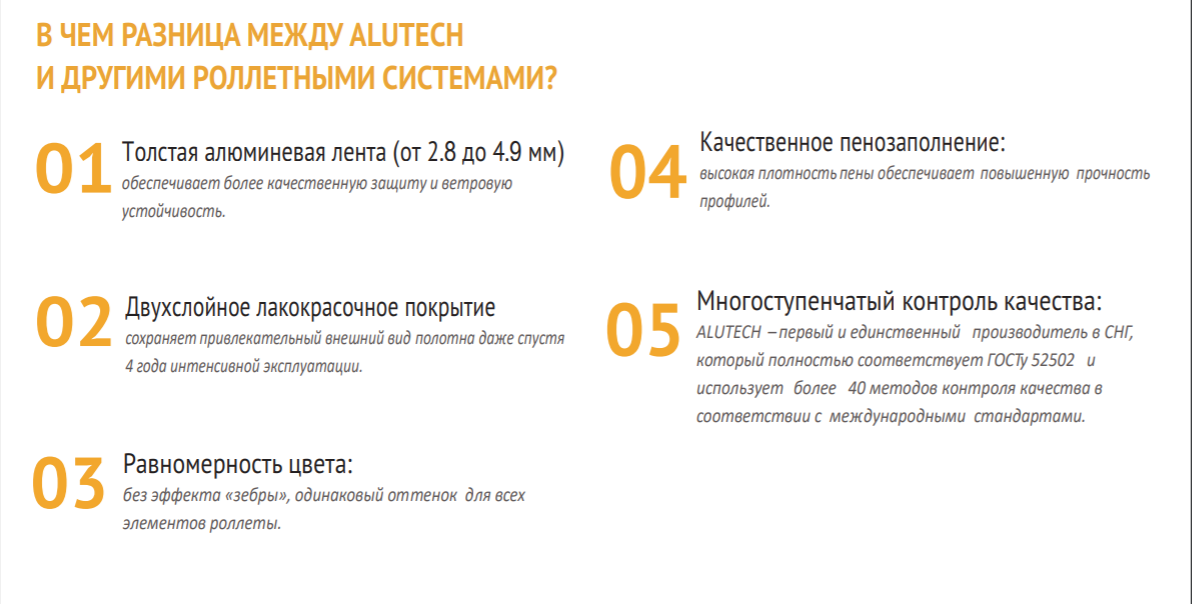 В ЧЕМ РАЗНИЦА МЕЖДУ ALUTECH
И ДРУГИМИ РОЛЛЕТНЫМИ СИСТЕМАМИ?
01
Толстая алюминевая лента (от 2.8 до 4.9 мм)
обеспечивает более качественную защиту и ветровую
устойчивость.
02
Двухслойное лакокрасочное покрытие
сохраняет привлекательный внешний вид полотна даже спустя
4 года интенсивной эксплуатации.
03
Равномерность цвета:
без эффекта «зебры», одинаковый оттенок для всех
элементов роллеты.
04
Качественное пенозаполнение:
высокая плотность пены обеспечивает повышенную прочность
профилей.
05
Многоступенчатый контроль качества:
ALUTECH – первый и единственный производитель в СНГ,
который полностью соответствует ГОСТу 52502 и
использует более 40 методов контроля качества в
соответствии с международными стандартами.